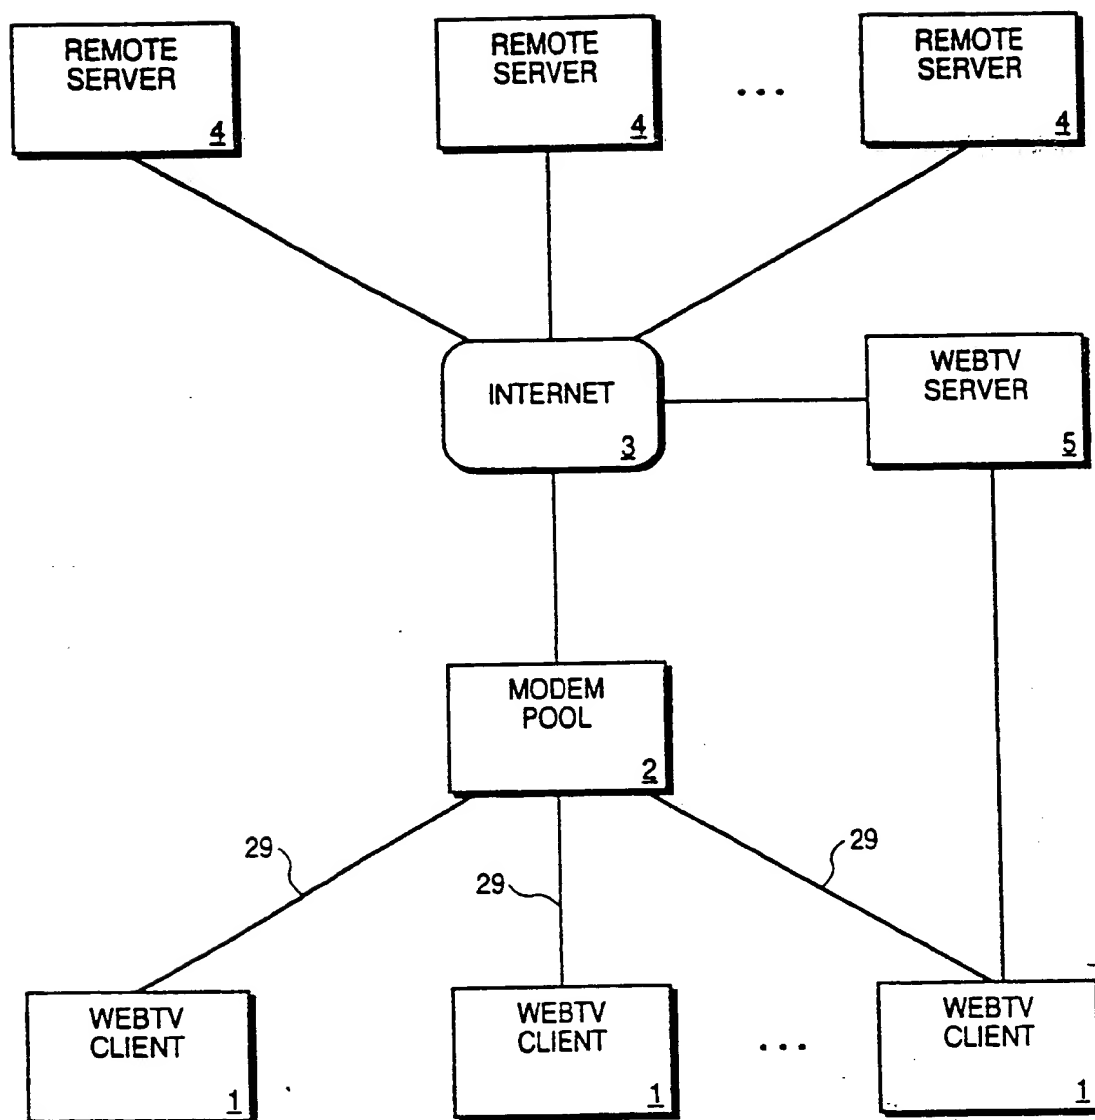 REMOTE
SERVER
4
REMOTE
SERVER
4
...
REMOTE
SERVER
4
INTERNET
3
WEBTV
SERVER
5
MODEM
POOL
2
29
29
29
WEBTV
CLIENT
1
WEBTV
CLIENT
1
...
WEBTV
CLIENT
1